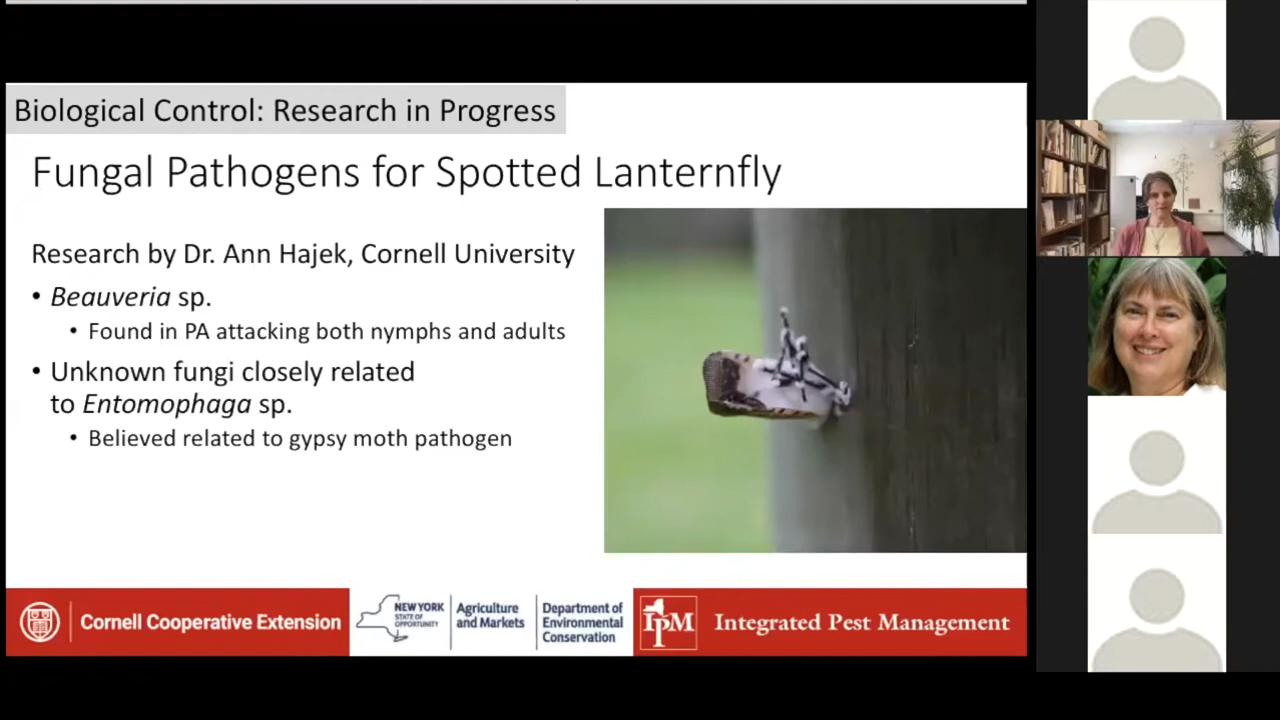 Biological Control: Research in Progress
Fungal Pathogens for Spotted Lanternfly
Research by Dr. Ann Hajek, Cornell University
• Beauveria sp.
• Found in PA attacking both nymphs and adults
• Unknown fungi closely related
to Entomophaga sp.
• Believed related to gypsy moth pathogen
Cornell Cooperative Extension
NEW YORK
STATE OF
OPPORTUNITY
Agriculture
and Markets
Department of
Environmental
Conservation
IPM
Integrated Pest Management